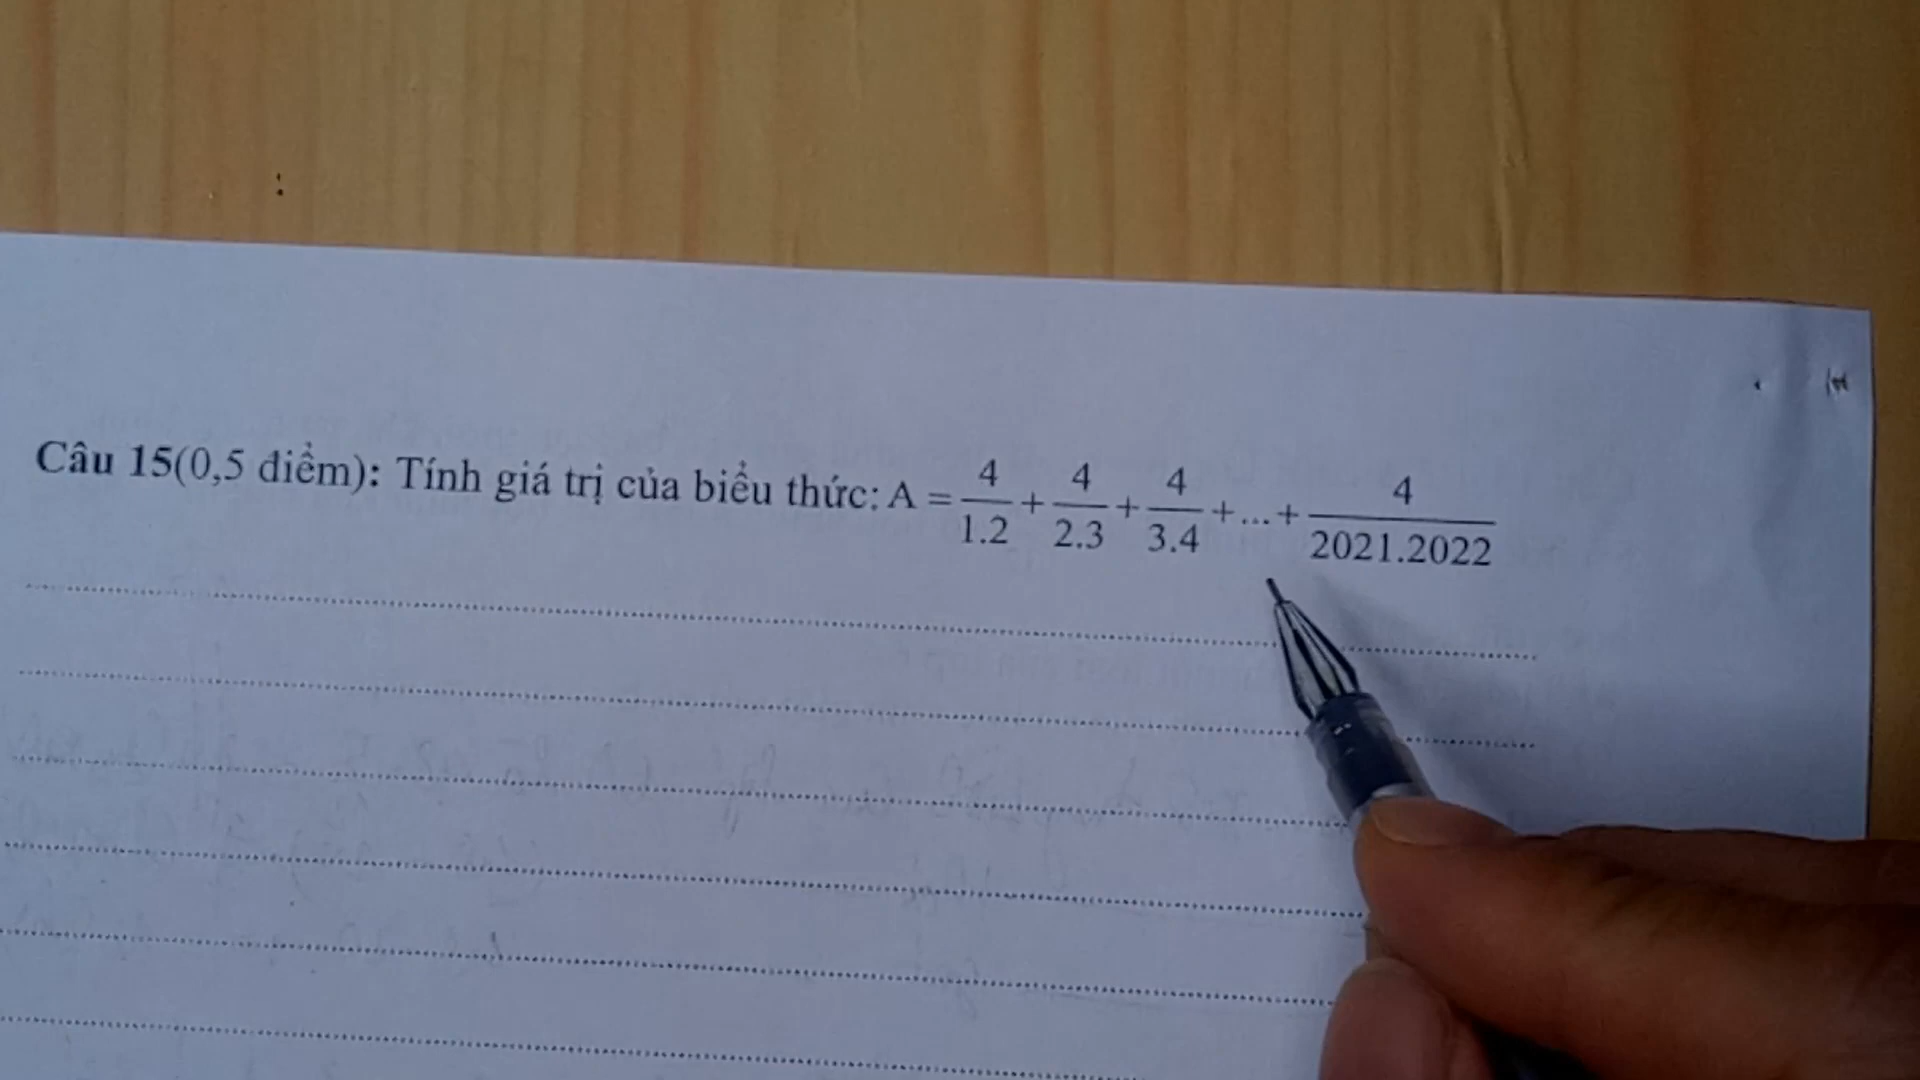 Câu 15(0,5 điểm): Tính giá trị của biểu thức: A = 4/1.2 + 4/2.3 + 4/3.4 + ... + 4/2021.2022